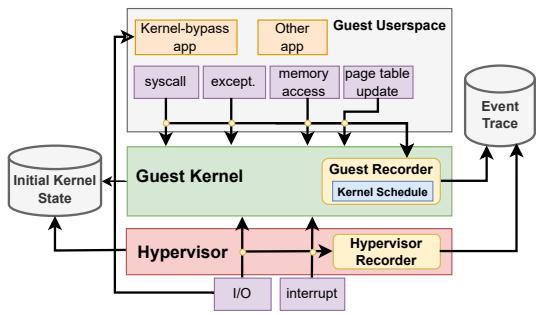 Kernel-bypass
app
Other
app
Guest Userspace
syscall
except.
memory
access
page table
update
Event
Trace
Initial Kernel
State
Guest Kernel
Guest Recorder
Kernel Schedule
Hypervisor
Hypervisor
Recorder
I/O
interrupt